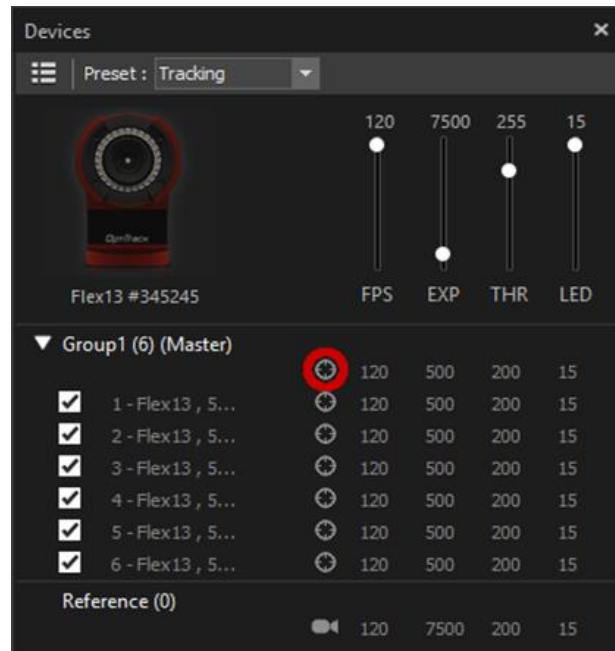 Devices
Preset : Tracking
120 7500 255 15
OptiTrack
Flex13 #345245
FPS EXP THR LED
Group1 (6) (Master)
120 500 200 15
1 - Flex13 , 5... 120 500 200 15
2 - Flex13 , 5... 120 500 200 15
3 - Flex13 , 5... 120 500 200 15
4 - Flex13 , 5... 120 500 200 15
5 - Flex13 , 5... 120 500 200 15
6 - Flex13 , 5... 120 500 200 15
Reference (0)
120 7500 200 15